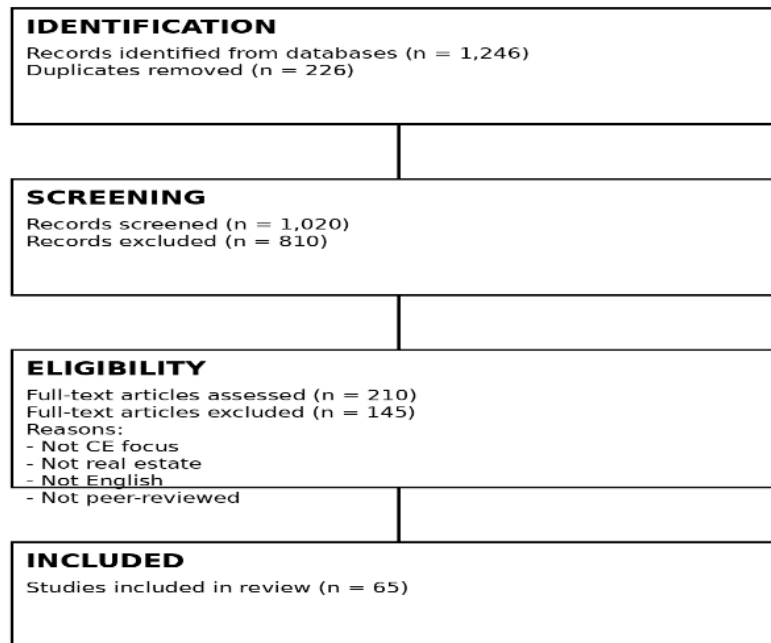 IDENTIFICATION
Records identified from databases (n = 1,246)
Duplicates removed (n = 226)
SCREENING
Records screened (n = 1,020)
Records excluded (n = 810)
ELIGIBILITY
Full-text articles assessed (n = 210)
Full-text articles excluded (n = 145)
Reasons:
- Not CE focus
- Not real estate
- Not English
- Not peer-reviewed
INCLUDED
Studies included in review (n = 65)